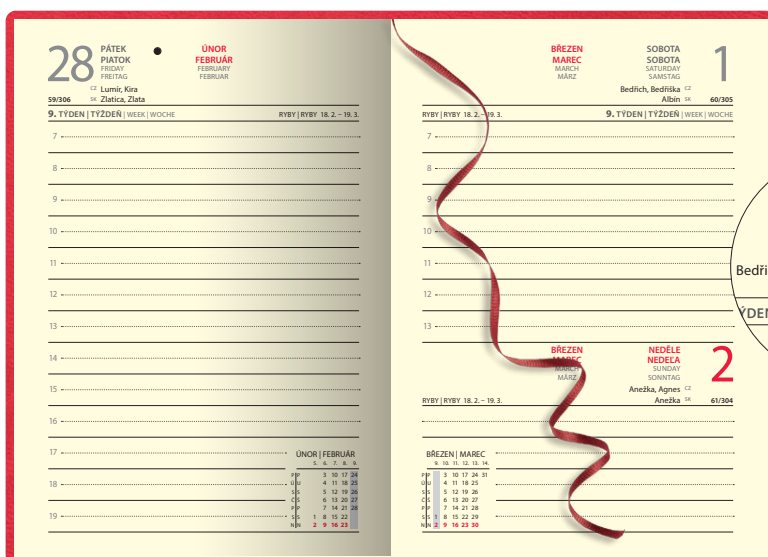 28
PÁTEK
PIATOK
FRIDAY
FREITAG
ÚNOR
FEBRUÁR
FEBRUARY
FEBRUAR
CZ Lumír, Kira
59/306 SK Zlatica, Zlata
9. TÝDEN | TÝŽDEŇ | WEEK | WOCHE RYBY | RYBY 18. 2. – 19. 3.
7
8
9
10
11
12
13
14
15
16
17
18
19
ÚNOR | FEBRUÁR
5. 6. 7. 8. 9.
P P 3 10 17 24
Ú U 4 11 18 25
S S 5 12 19 26
Č Š 6 13 20 27
P P 7 14 21 28
S S 1 8 15 22
N N 2 9 16 23
BŘEZEN
MAREC
MARCH
MÄRZ
SOBOTA
SOBOTA
SATURDAY
SAMSTAG
1
Bedřich, Bedřiška CZ
Albín SK 60/305
RYBY | RYBY 18. 2. – 19. 3. 9. TÝDEN | TÝŽDEŇ | WEEK | WOCHE
7
8
9
10
11
12
13
BŘEZEN
MAREC
MARCH
MÄRZ
NEDĚLE
NEDEĽA
SUNDAY
SONNTAG
2
Anežka, Agnes CZ
RYBY | RYBY 18. 2. – 19. 3. Anežka SK 61/304
BŘEZEN | MAREC
9. 10. 11. 12. 13. 14.
P P 3 10 17 24 31
Ú U 4 11 18 25
S S 5 12 19 26
Č Š 6 13 20 27
P P 7 14 21 28
S S 1 8 15 22 29
N N 2 9 16 23 30
Bedři
ÝDEN